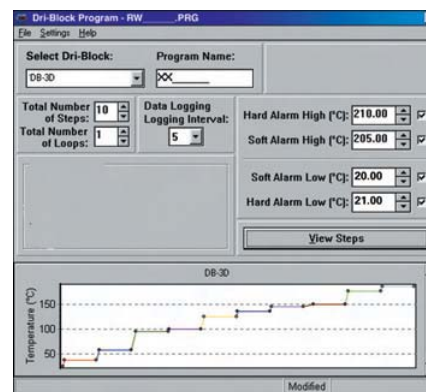 Dri-Block Program - RW_____.PRG
File Settings Help
Select Dri-Block:
Program Name:
DB-3D
XX_____
Total Number of Steps: 10
Total Number of Loops: 1
Data Logging
Logging Interval:
5
Hard Alarm High (°C): 210.00
Soft Alarm High (°C): 205.00
Soft Alarm Low (°C): 20.00
Hard Alarm Low (°C): 21.00
View Steps
DB-3D
Temperature (°C)
150
100
50
Modified